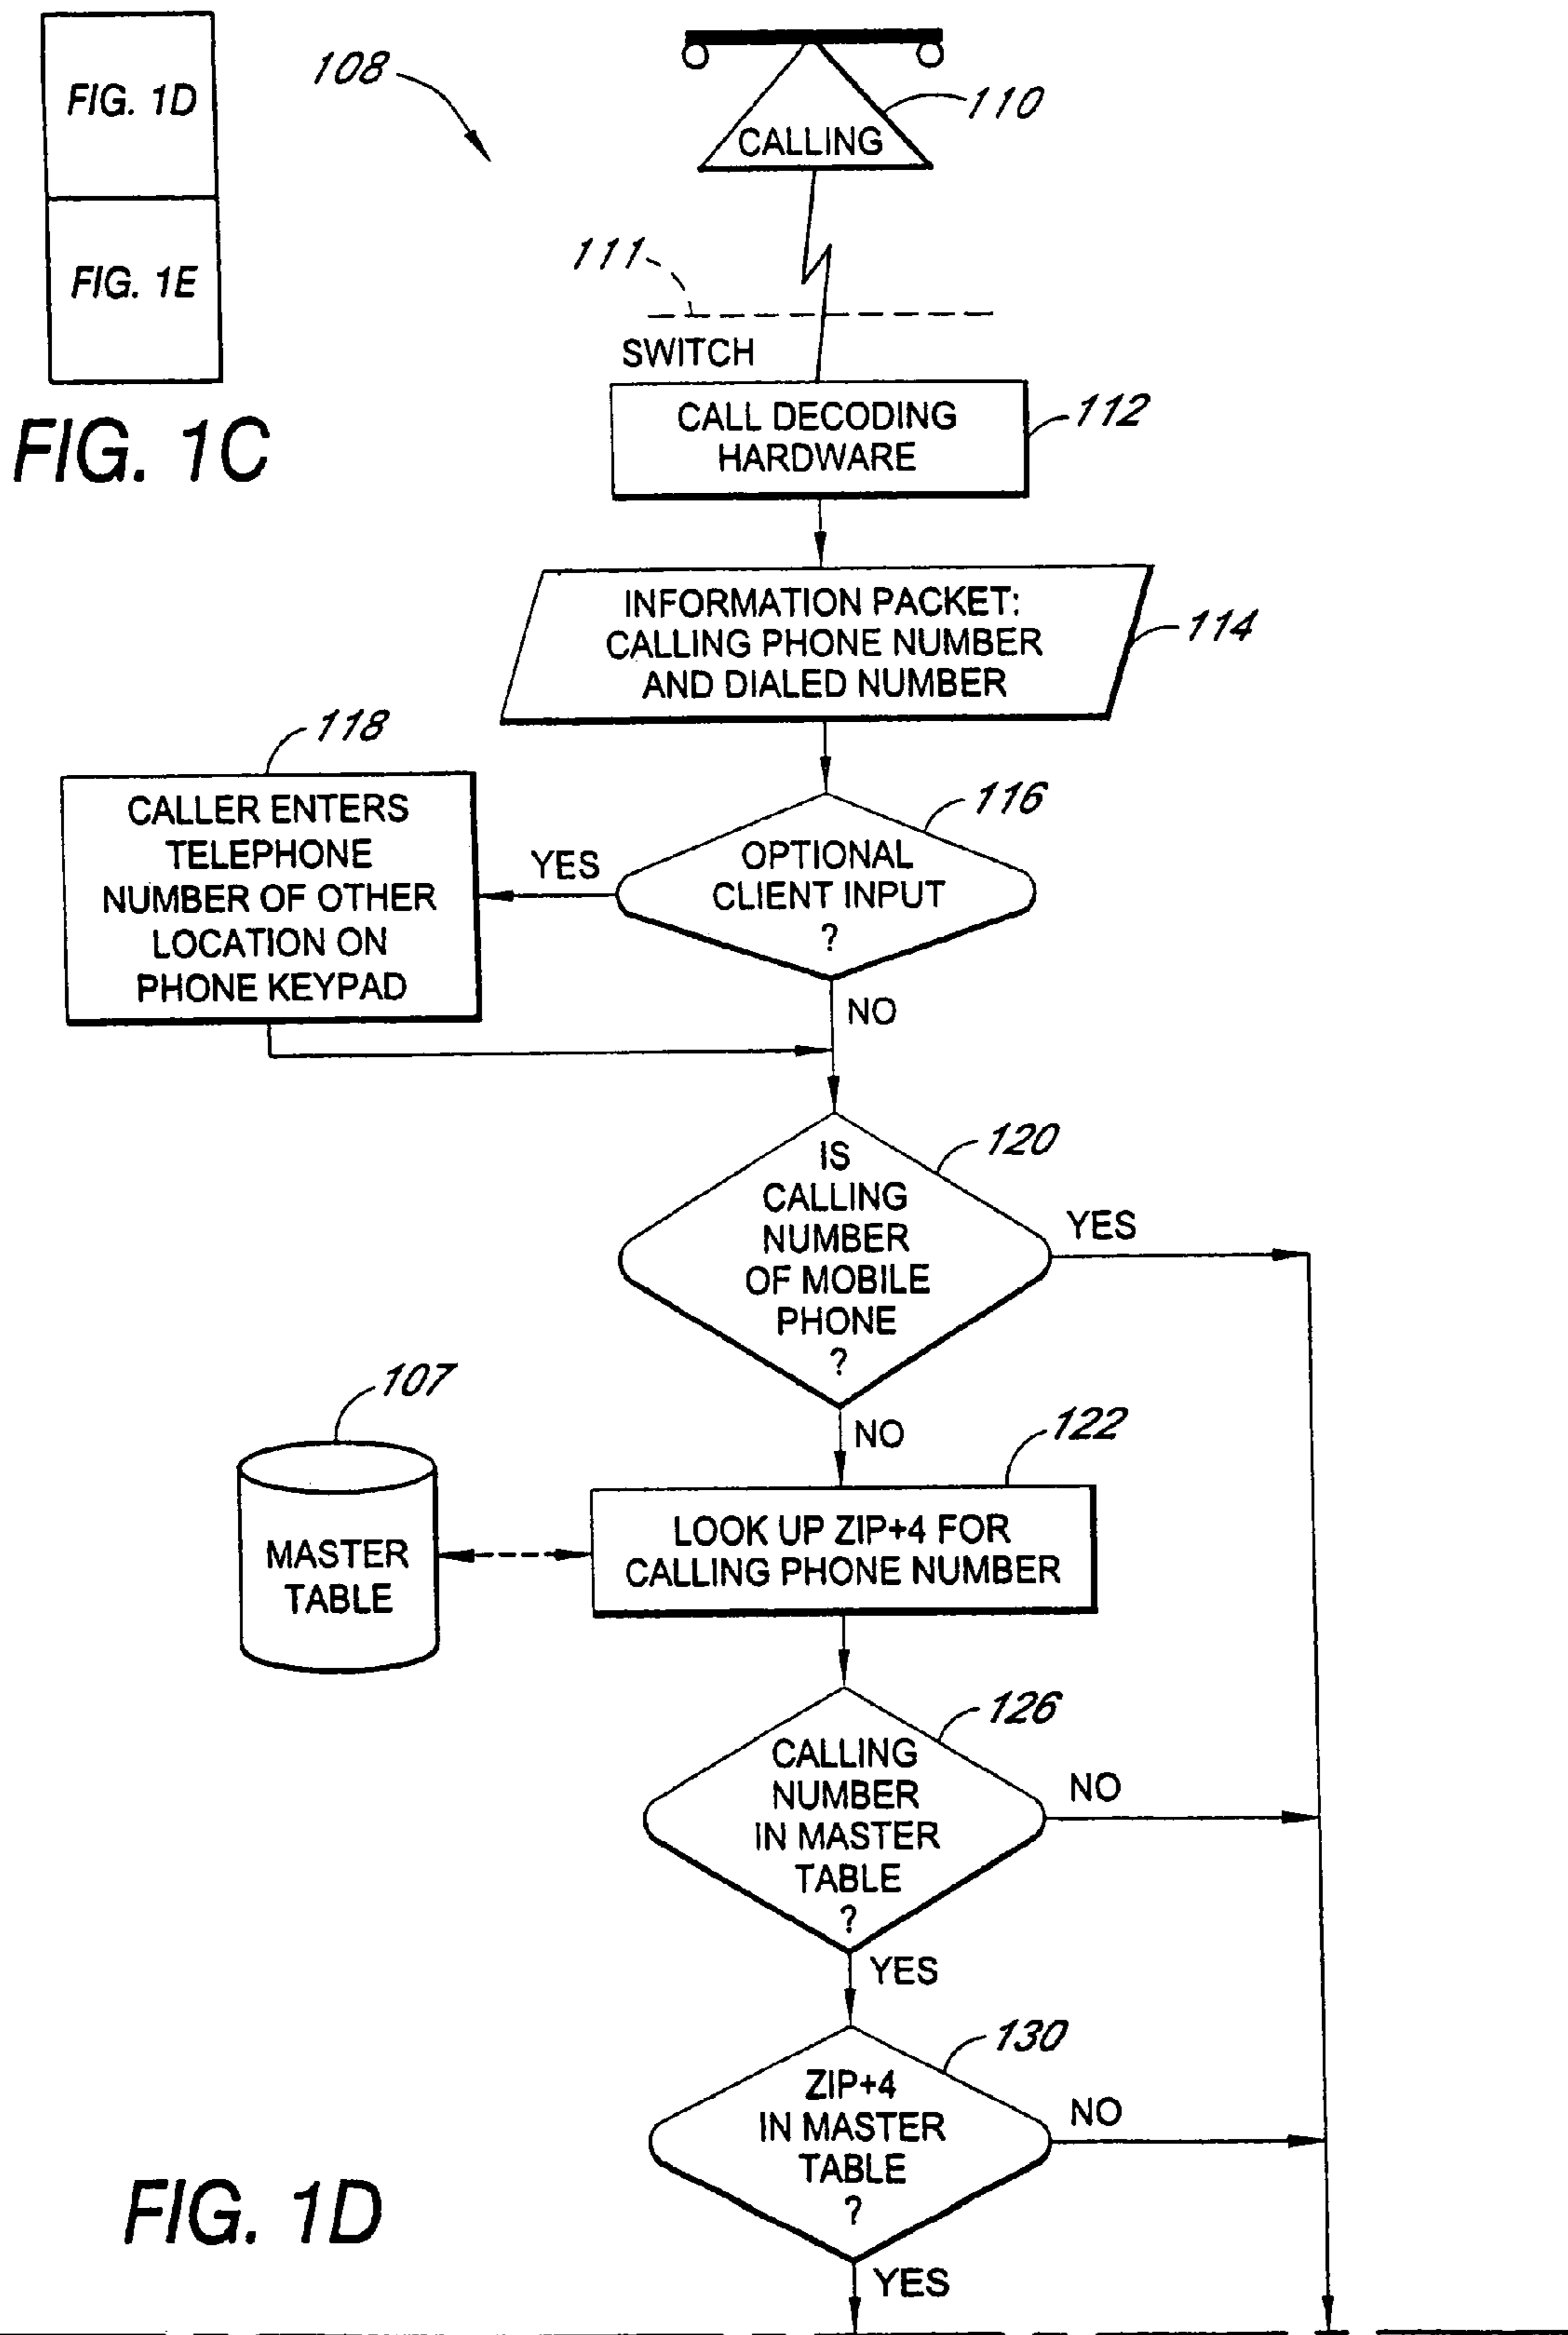 FIG. 1D
FIG. 1E
FIG. 1C
108
CALLING
110
111
SWITCH
CALL DECODING
HARDWARE
112
INFORMATION PACKET:
CALLING PHONE NUMBER
AND DIALED NUMBER
114
118
CALLER ENTERS
TELEPHONE
NUMBER OF OTHER
LOCATION ON
PHONE KEYPAD
YES
116
OPTIONAL
CLIENT INPUT
?
NO
120
IS
CALLING
NUMBER
OF MOBILE
PHONE
?
YES
NO
107
MASTER
TABLE
122
LOOK UP ZIP+4 FOR
CALLING PHONE NUMBER
126
CALLING
NUMBER
IN MASTER
TABLE
?
NO
YES
130
ZIP+4
IN MASTER
TABLE
?
NO
YES
FIG. 1D